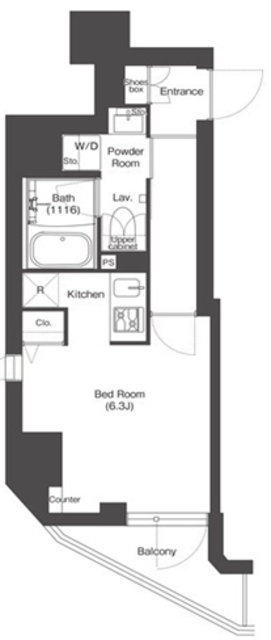 Shoes
box
Entrance
Sto.
W/D
Sto.
Powder
Room
Bath
(1116)
Lav.
Upper
cabinet
PS
R
Kitchen
Clo.
Bed Room
(6.3J)
Counter
Balcony